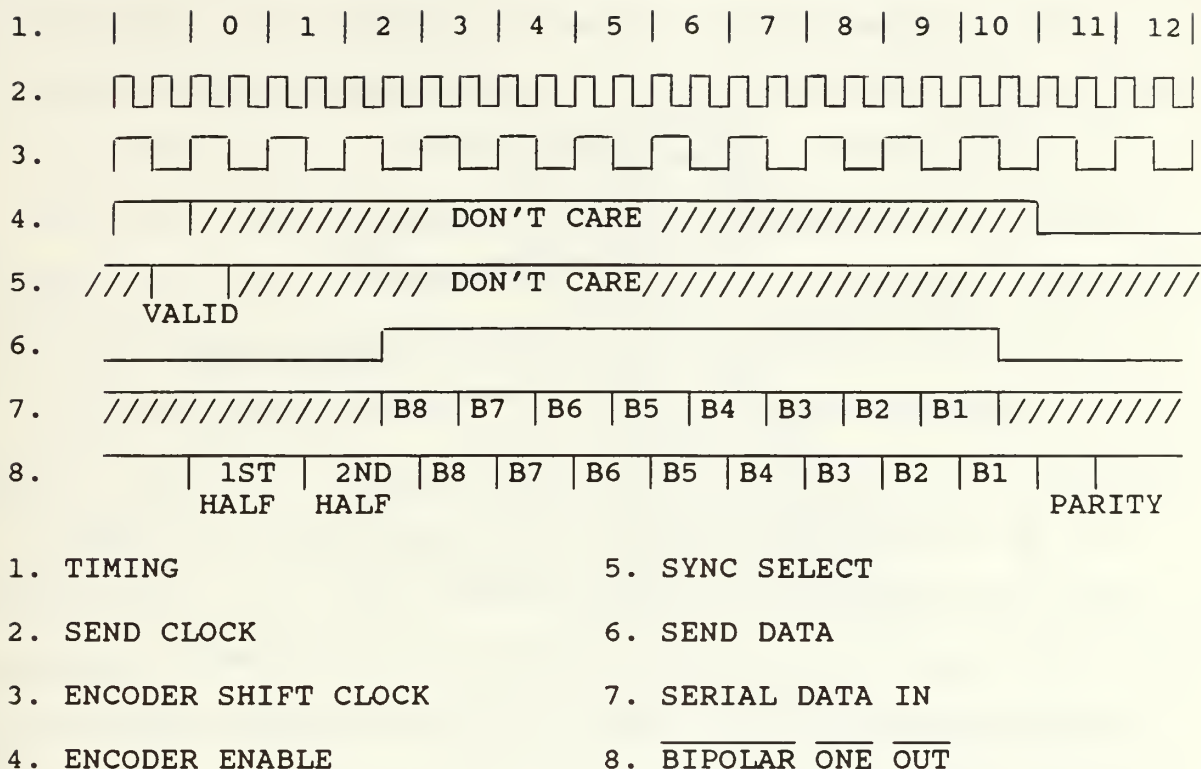 1. 0 1 2 3 4 5 6 7 8 9 10 11 12
2.
3.
4. DON'T CARE
5. DON'T CARE
VALID
6.
7. B8 B7 B6 B5 B4 B3 B2 B1
8. 1ST 2ND B8 B7 B6 B5 B4 B3 B2 B1
HALF HALF PARITY
1. TIMING 5. SYNC SELECT
2. SEND CLOCK 6. SEND DATA
3. ENCODER SHIFT CLOCK 7. SERIAL DATA IN
4. ENCODER ENABLE 8. BIPOLAR ONE OUT